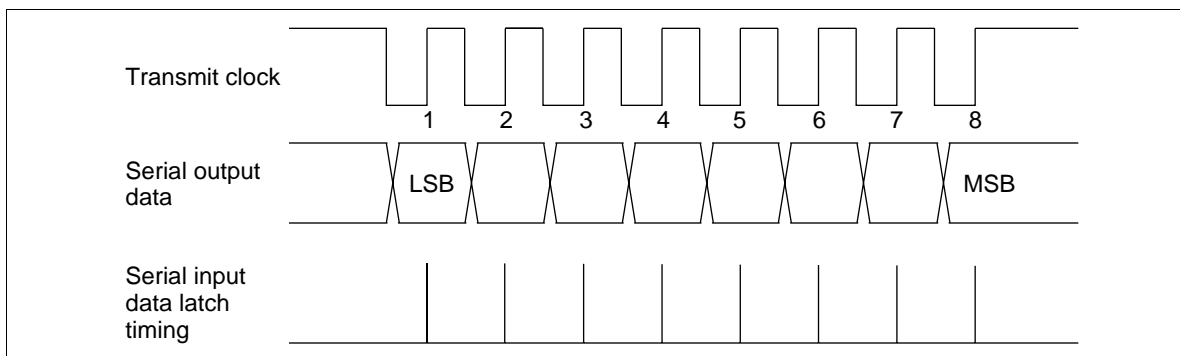 Transmit clock
1 2 3 4 5 6 7 8
Serial output
data
LSB MSB
Serial input
data latch
timing